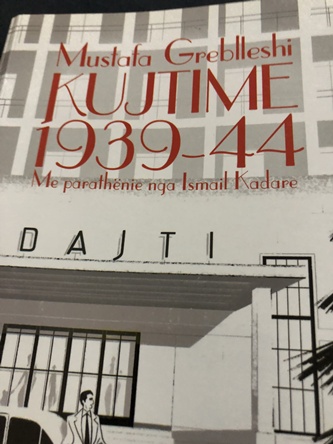 Mustafa Greblleshi
KUJTIME
1939-44
Me parathënie nga Ismail Kadare
DAJTI